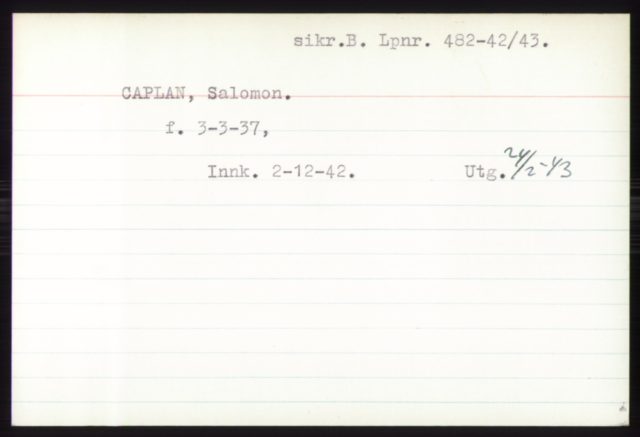 sikr.B. Lpnr. 482-42/43.
CAPLAN, Salomon.
f. 3-3-37,
Innk. 2-12-42. Utg. 24/2-43